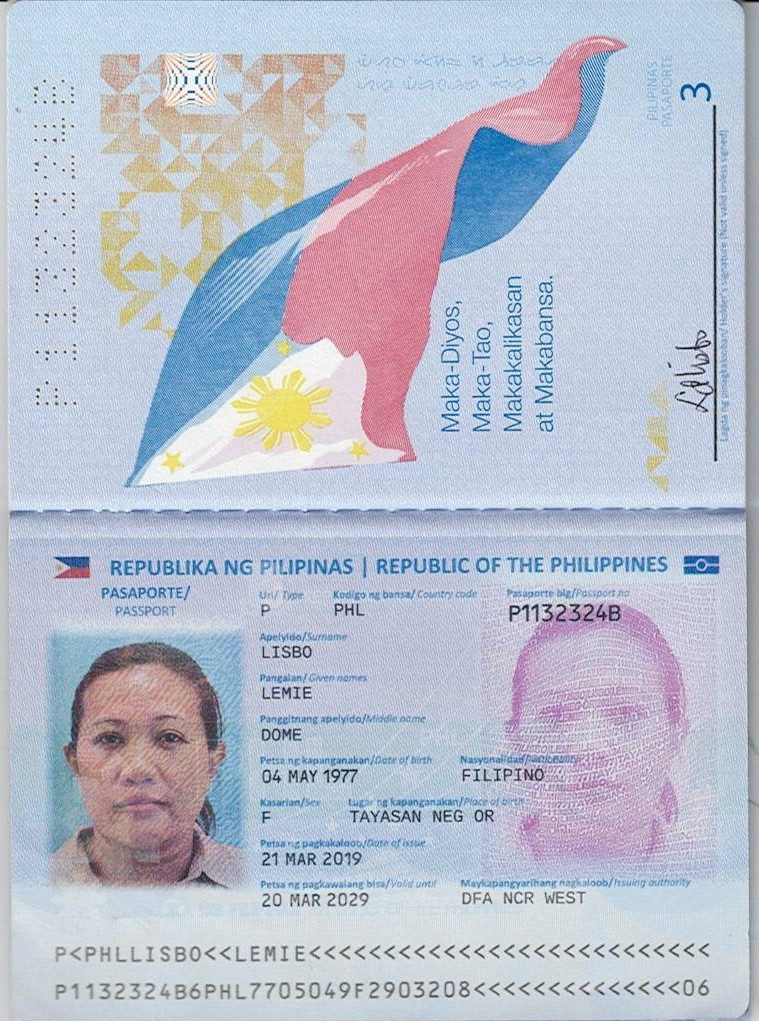 P1132324B
PILIPINAS
PASAPORTE
3
Maka-Diyos,
Maka-Tao,
Makakalikasan
at Makabansa.
Lagda ng pinagkalooban/ Holder's signature (Not valid unless signed)
REPUBLIKA NG PILIPINAS | REPUBLIC OF THE PHILIPPINES
PASAPORTE/
PASSPORT
Uri/ Type Kodigo ng bansa/ Country code Pasaporte blg/Passport no
P PHL P1132324B
Apelyido/Surname
LISBO
Pangalan/ Given names
LEMIE
Panggitnang apelyido/Middle name
DOME
Petsa ng kapanganakan/Date of birth Nasyonalidad/Nationality
04 MAY 1977 FILIPINO
Kasarian/Sex Lugar ng kapanganakan/Place of birth
F TAYASAN NEG OR
Petsa ng pagkakaloob/Date of issue
21 MAR 2019
Petsa ng pagkawalang bisa/Valid until Maykapangyarihang nagkaloob/Issuing authority
20 MAR 2029 DFA NCR WEST
P<PHLLISBO<<LEMIE<<<<<<<<<<<<<<<<<<<<<<<<<<<
P1132324B6PHL7705049F2903208<<<<<<<<<<<<<<06